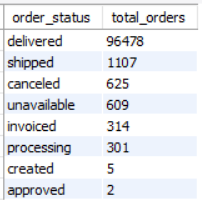 order_status total_orders
delivered 96478
shipped 1107
canceled 625
unavailable 609
invoiced 314
processing 301
created 5
approved 2